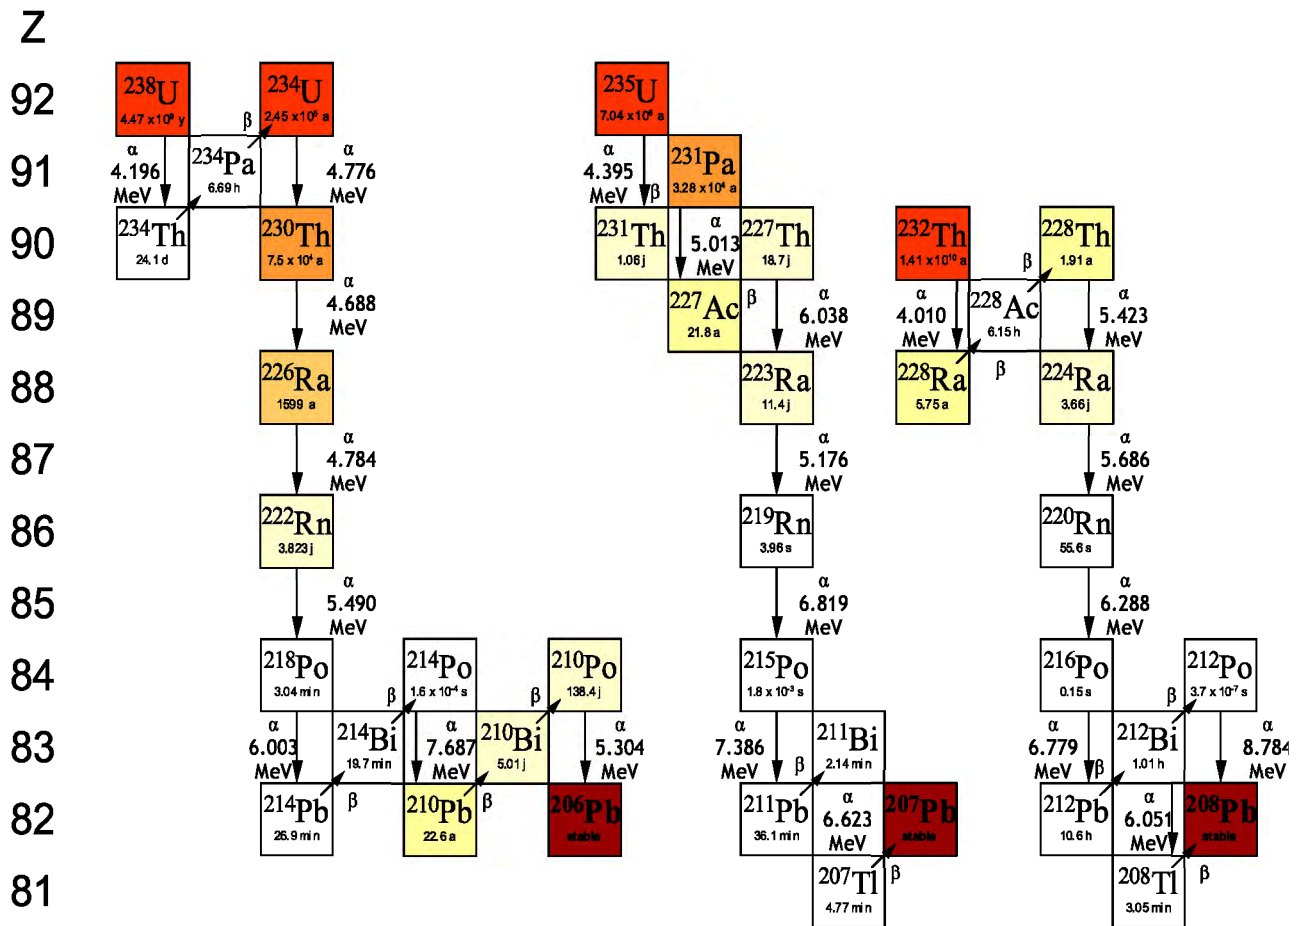 Z
92
91
90
89
88
87
86
85
84
83
82
81
238U
4.47 x 10⁹ y
234U
2.45 x 10⁵ a
β
α
4.196
MeV
234Pa
6.69 h
α
4.776
MeV
234Th
24.1 d
230Th
7.5 x 10⁴ a
α
4.688
MeV
226Ra
1599 a
α
4.784
MeV
222Rn
3.823 j
α
5.490
MeV
218Po
3.04 min
214Po
1.6 x 10⁻⁴ s
210Po
138.4 j
β
β
α
6.003
MeV
214Bi
19.7 min
α
7.687
MeV
210Bi
5.01 j
α
5.304
MeV
214Pb
26.9 min
β
210Pb
22.6 a
β
206Pb
stable
235U
α
4.395
MeV
β
231Pa
3.28 x 10⁴ a
231Th
1.06 j
α
5.013
MeV
227Th
18.7 j
227Ac
21.8 a
β
α
6.038
MeV
223Ra
11.4 j
α
5.176
MeV
219Rn
3.96 s
α
6.819
MeV
215Po
1.8 x 10⁻³ s
α
7.386
MeV
β
211Bi
2.14 min
211Pb
36.1 min
α
6.623
MeV
207Pb
stable
207Tl
4.77 min
β
232Th
1.41 x 10¹⁰ a
228Th
1.91 a
β
α
4.010
MeV
228Ac
6.15 h
α
5.423
MeV
228Ra
5.75 a
β
224Ra
3.66 j
α
5.686
MeV
220Rn
55.6 s
α
6.288
MeV
216Po
0.15 s
212Po
3.7 x 10⁻⁷ s
β
α
6.779
MeV
β
212Bi
1.01 h
α
8.784
MeV
212Pb
10.6 h
α
6.051
MeV
208Pb
stable
208Tl
3.05 min
β